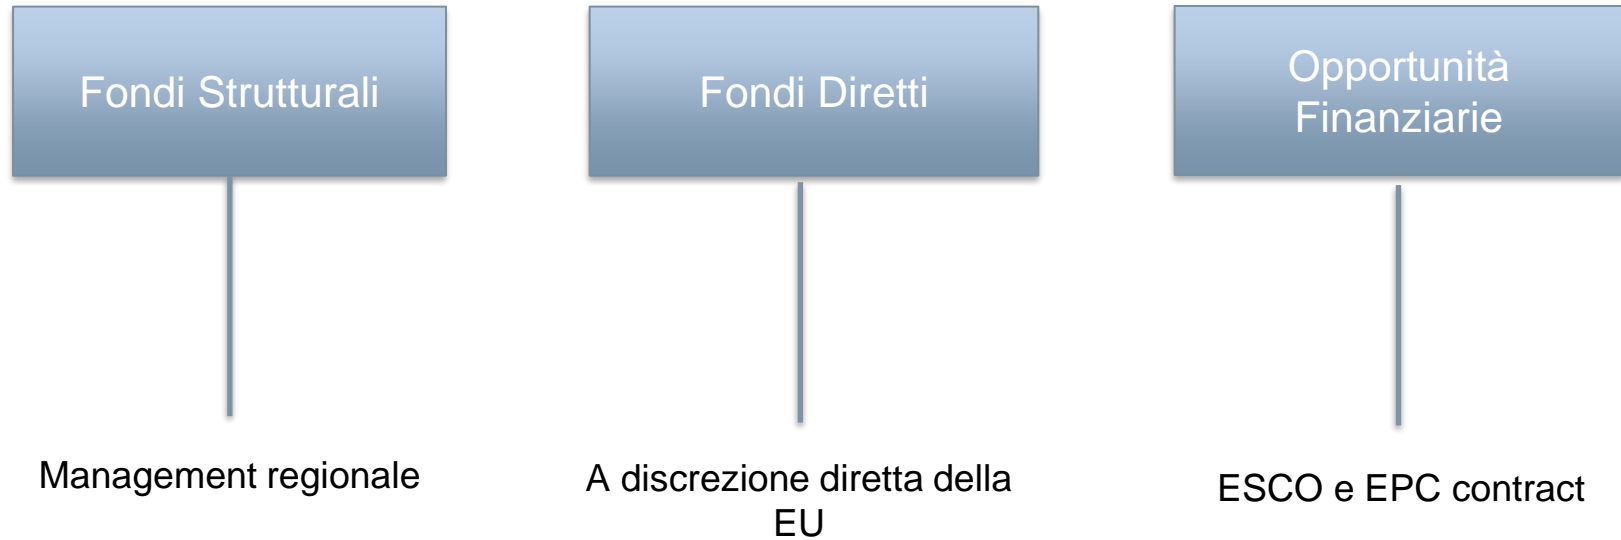 Fondi Strutturali
Fondi Diretti
Opportunità
Finanziarie
Management regionale
A discrezione diretta della
EU
ESCO e EPC contract